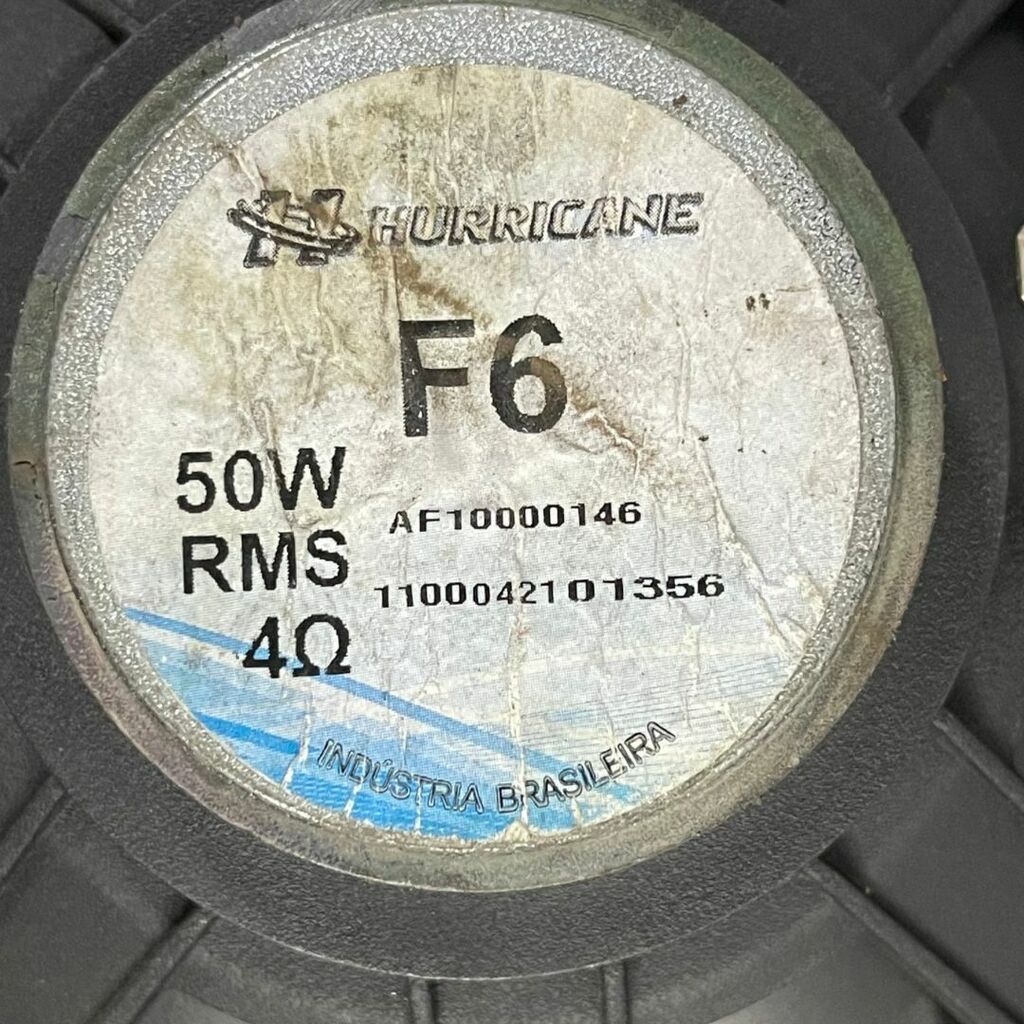 H HURRICANE
F6
50W
RMS
4Ω
AF10000146
1100042101356
INDÚSTRIA BRASILEIRA